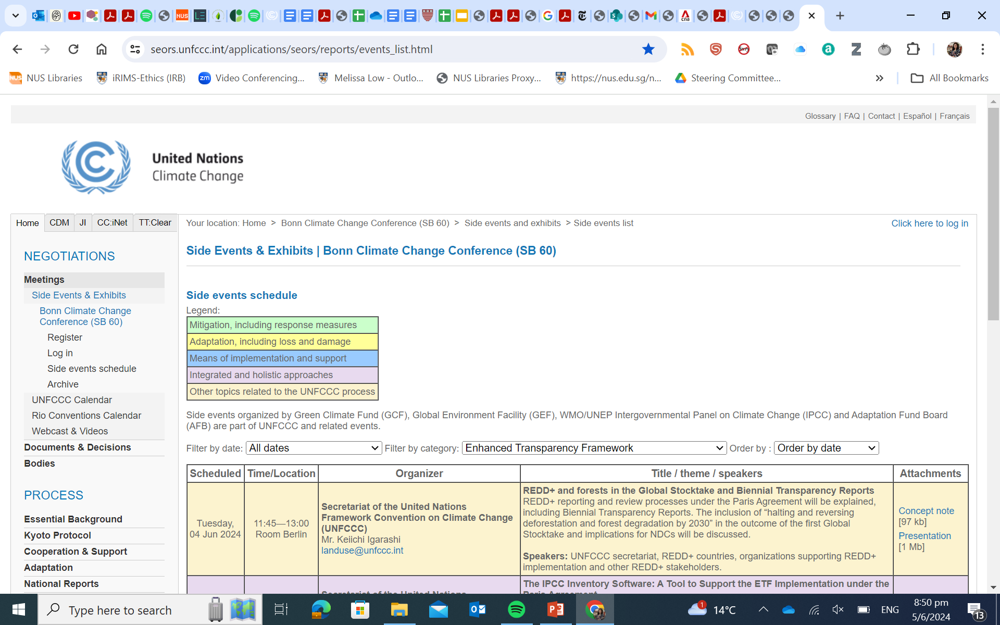 seors.unfccc.int/applications/seors/reports/events_list.html
NUS Libraries
iRIMS-Ethics (IRB)
Video Conferencing...
Melissa Low - Outlo...
NUS Libraries Proxy...
https://nus.edu.sg/n...
Steering Committee...
All Bookmarks
Glossary | FAQ | Contact | Español | Français
United Nations
Climate Change
Home CDM JI CC:iNet TT:Clear
Your location: Home > Bonn Climate Change Conference (SB 60) > Side events and exhibits > Side events list
Click here to log in
NEGOTIATIONS
Meetings
Side Events & Exhibits
Bonn Climate Change
Conference (SB 60)
Register
Log in
Side events schedule
Archive
UNFCCC Calendar
Rio Conventions Calendar
Webcast & Videos
Documents & Decisions
Bodies
PROCESS
Essential Background
Kyoto Protocol
Cooperation & Support
Adaptation
National Reports
Side Events & Exhibits | Bonn Climate Change Conference (SB 60)
Side events schedule
Legend:
Mitigation, including response measures
Adaptation, including loss and damage
Means of implementation and support
Integrated and holistic approaches
Other topics related to the UNFCCC process
Side events organized by Green Climate Fund (GCF), Global Environment Facility (GEF), WMO/UNEP Intergovernmental Panel on Climate Change (IPCC) and Adaptation Fund Board
(AFB) are part of UNFCCC and related events.
Filter by date: All dates Filter by category: Enhanced Transparency Framework Order by : Order by date
Scheduled Time/Location Organizer Title / theme / speakers Attachments
Tuesday,
04 Jun 2024
11:45—13:00
Room Berlin
Secretariat of the United Nations
Framework Convention on Climate Change
(UNFCCC)
Mr. Keiichi Igarashi
landuse@unfccc.int
REDD+ and forests in the Global Stocktake and Biennial Transparency Reports
REDD+ reporting and review processes under the Paris Agreement will be explained,
including Biennial Transparency Reports. The inclusion of “halting and reversing
deforestation and forest degradation by 2030” in the outcome of the first Global
Stocktake and implications for NDCs will be discussed.
Speakers: UNFCCC secretariat, REDD+ countries, organizations supporting REDD+
implementation and other REDD+ stakeholders.
Concept note
[97 kb]
Presentation
[1 Mb]
Secretariat of the United Nations
The IPCC Inventory Software: A Tool to Support the ETF Implementation under the
Paris Agreement
Type here to search
1
14°C
ENG
8:50 pm
5/6/2024
13